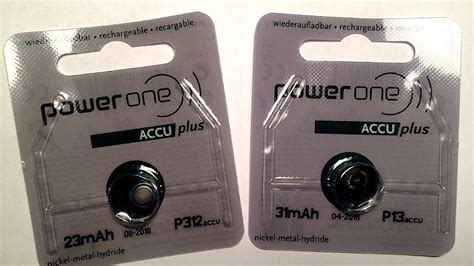 wiederaufladbar • rechargeable • recargable
power one
ACCU plus
23mAh
08-2018
P312accu
nickel-metal-hydride
wiederaufladbar • rechargeable • recargable
power one
ACCU plus
31mAh
04-2018
P13accu
nickel-metal-hydride